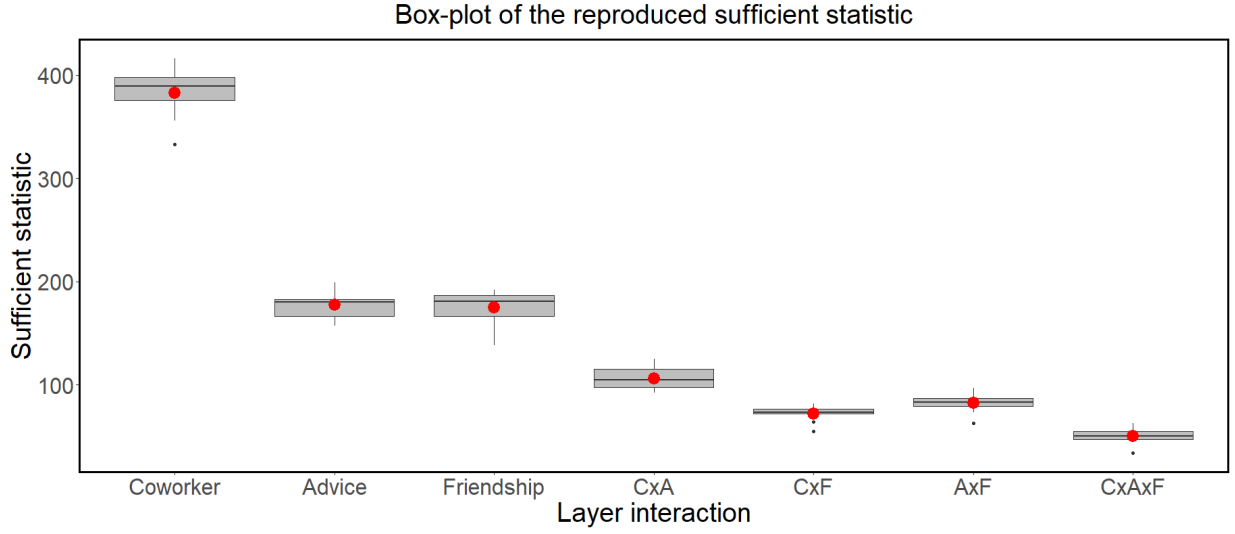 Box-plot of the reproduced sufficient statistic
Sufficient statistic
400
300
200
100
Coworker Advice Friendship CxA CxF AxF CxAxF
Layer interaction